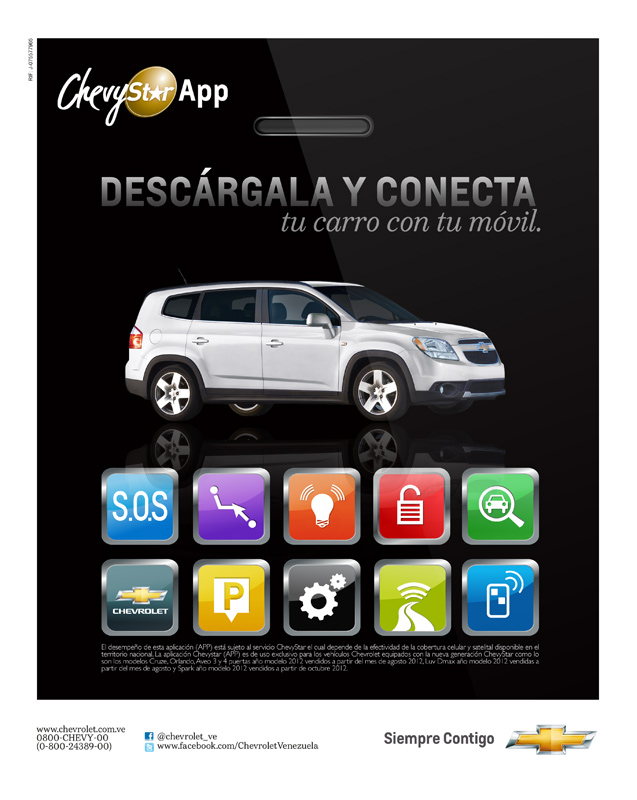 RIF: J-075577965
ChevyStar App
DESCÁRGALA Y CONECTA
tu carro con tu móvil.
S.O.S
CHEVROLET
P
El desempeño de esta aplicación (APP) está sujeto al servicio ChevyStar el cual depende de la efectividad de la cobertura celular y satelital disponible en el
territorio nacional. La aplicación Chevystar (APP) es de uso exclusivo para los vehículos Chevrolet equipados con la nueva generación ChevyStar como lo
son los modelos Cruze, Orlando, Aveo 3 y 4 puertas año modelo 2012 vendidos a partir del mes de agosto 2012, Luv Dmax año modelo 2012 vendidas a
partir del mes de agosto y Spark año modelo 2012 vendidos a partir de octubre 2012.
www.chevrolet.com.ve
0800-CHEVY-00
(0-800-24389-00)
@chevrolet_ve
www.facebook.com/ChevroletVenezuela
Siempre Contigo